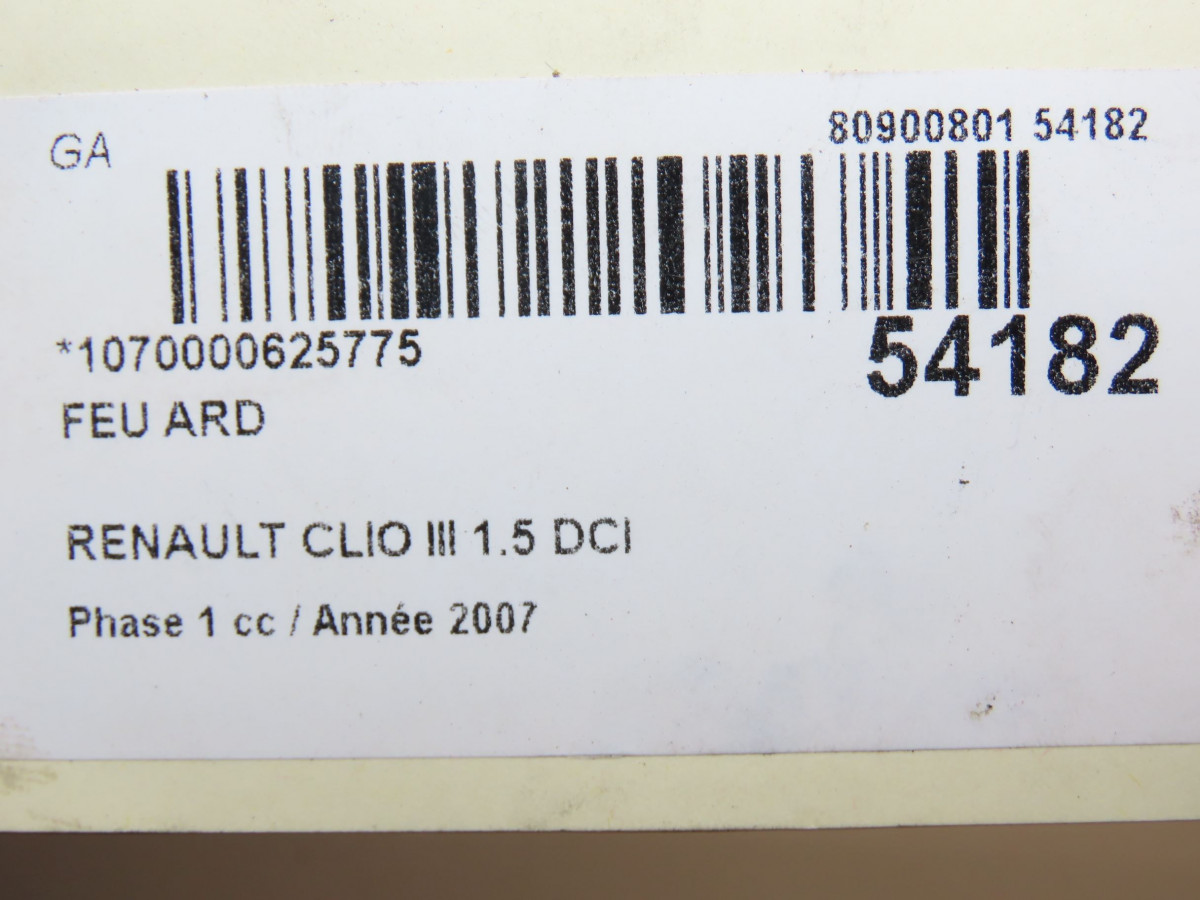 GA
80900801 54182
*1070000625775
54182
FEU ARD
RENAULT CLIO III 1.5 DCI
Phase 1 cc / Année 2007